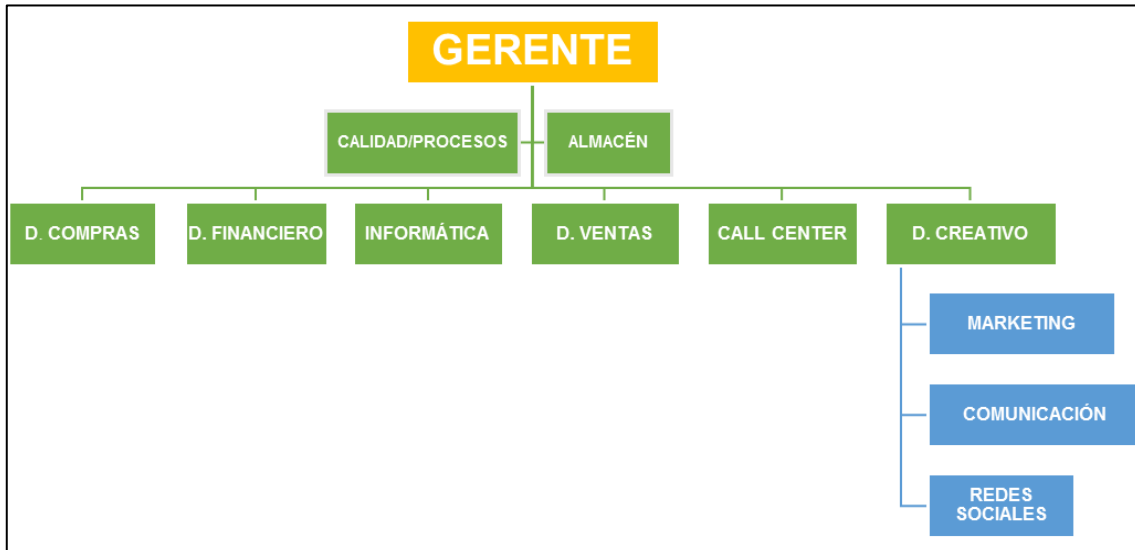 GERENTE
CALIDAD/PROCESOS
ALMACÉN
D. COMPRAS
D. FINANCIERO
INFORMÁTICA
D. VENTAS
CALL CENTER
D. CREATIVO
MARKETING
COMUNICACIÓN
REDES
SOCIALES